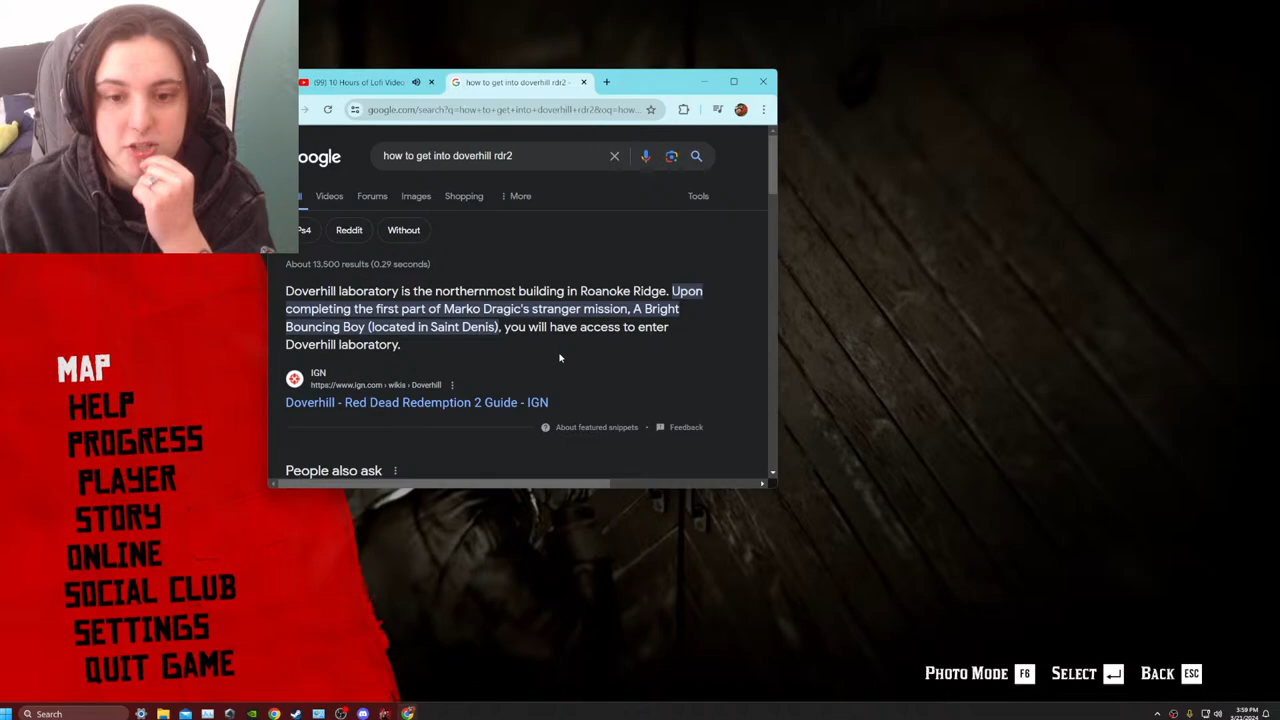 (99) 10 Hours of Lofi Video
how to get into doverhill rdr2 -
google.com/search?q=how+to+get+into+doverhill+rdr2&oq=how...
oogle
how to get into doverhill rdr2
Videos
Forums
Images
Shopping
More
Tools
Ps4
Reddit
Without
About 13,500 results (0.29 seconds)
Doverhill laboratory is the northernmost building in Roanoke Ridge. Upon
completing the first part of Marko Dragic's stranger mission, A Bright
Bouncing Boy (located in Saint Denis), you will have access to enter
Doverhill laboratory.
IGN
https://www.ign.com › wikis › Doverhill
Doverhill - Red Dead Redemption 2 Guide - IGN
About featured snippets
Feedback
People also ask
MAP
HELP
PROGRESS
PLAYER
STORY
ONLINE
SOCIAL CLUB
SETTINGS
QUIT GAME
PHOTO MODE F6 SELECT BACK ESC
Search
3:59 PM
3/21/2024